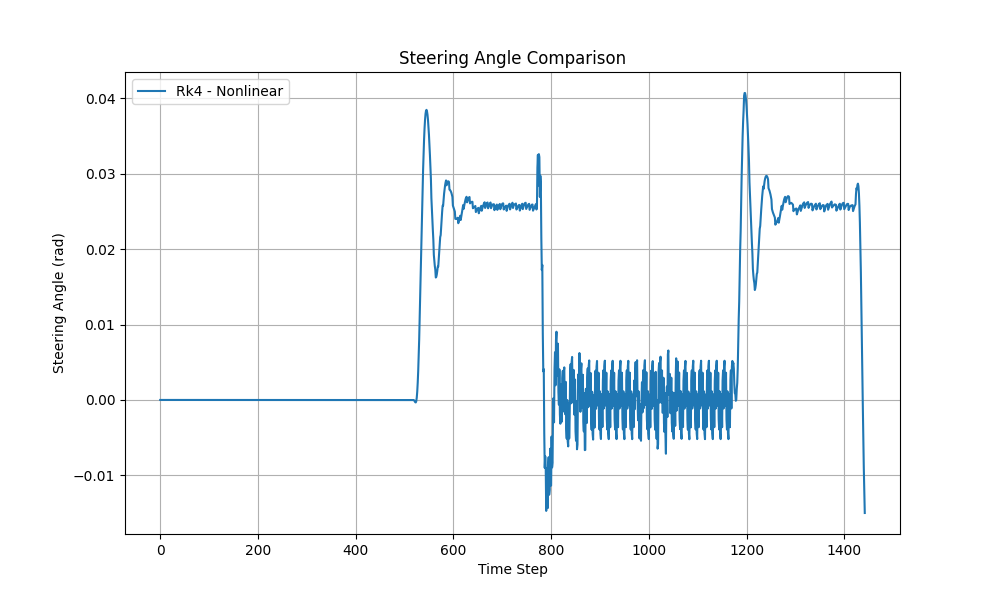 Steering Angle Comparison
Rk4 - Nonlinear
0.04
0.03
0.02
0.01
0.00
−0.01
Steering Angle (rad)
0 200 400 600 800 1000 1200 1400
Time Step